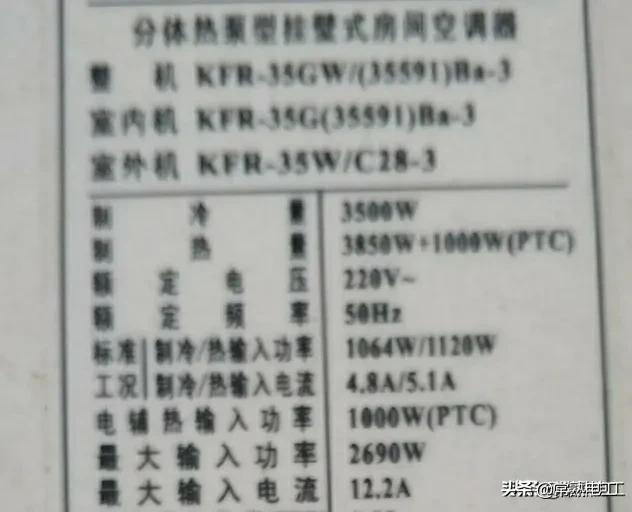 分体热泵型挂壁式房间空调器
整 机 KFR-35GW/(35591)Ba-3
室内机 KFR-35G(35591)Ba-3
室外机 KFR-35W/C28-3
制 冷 量 3500W
制 热 量 3850W+1000W(PTC)
额 定 电 压 220V~
额 定 频 率 50Hz
标准 制冷/热输入功率 1064W/1120W
工况 制冷/热输入电流 4.8A/5.1A
电辅热输入功率 1000W(PTC)
最大输入功率 2690W
最大输入电流 12.2A
头条